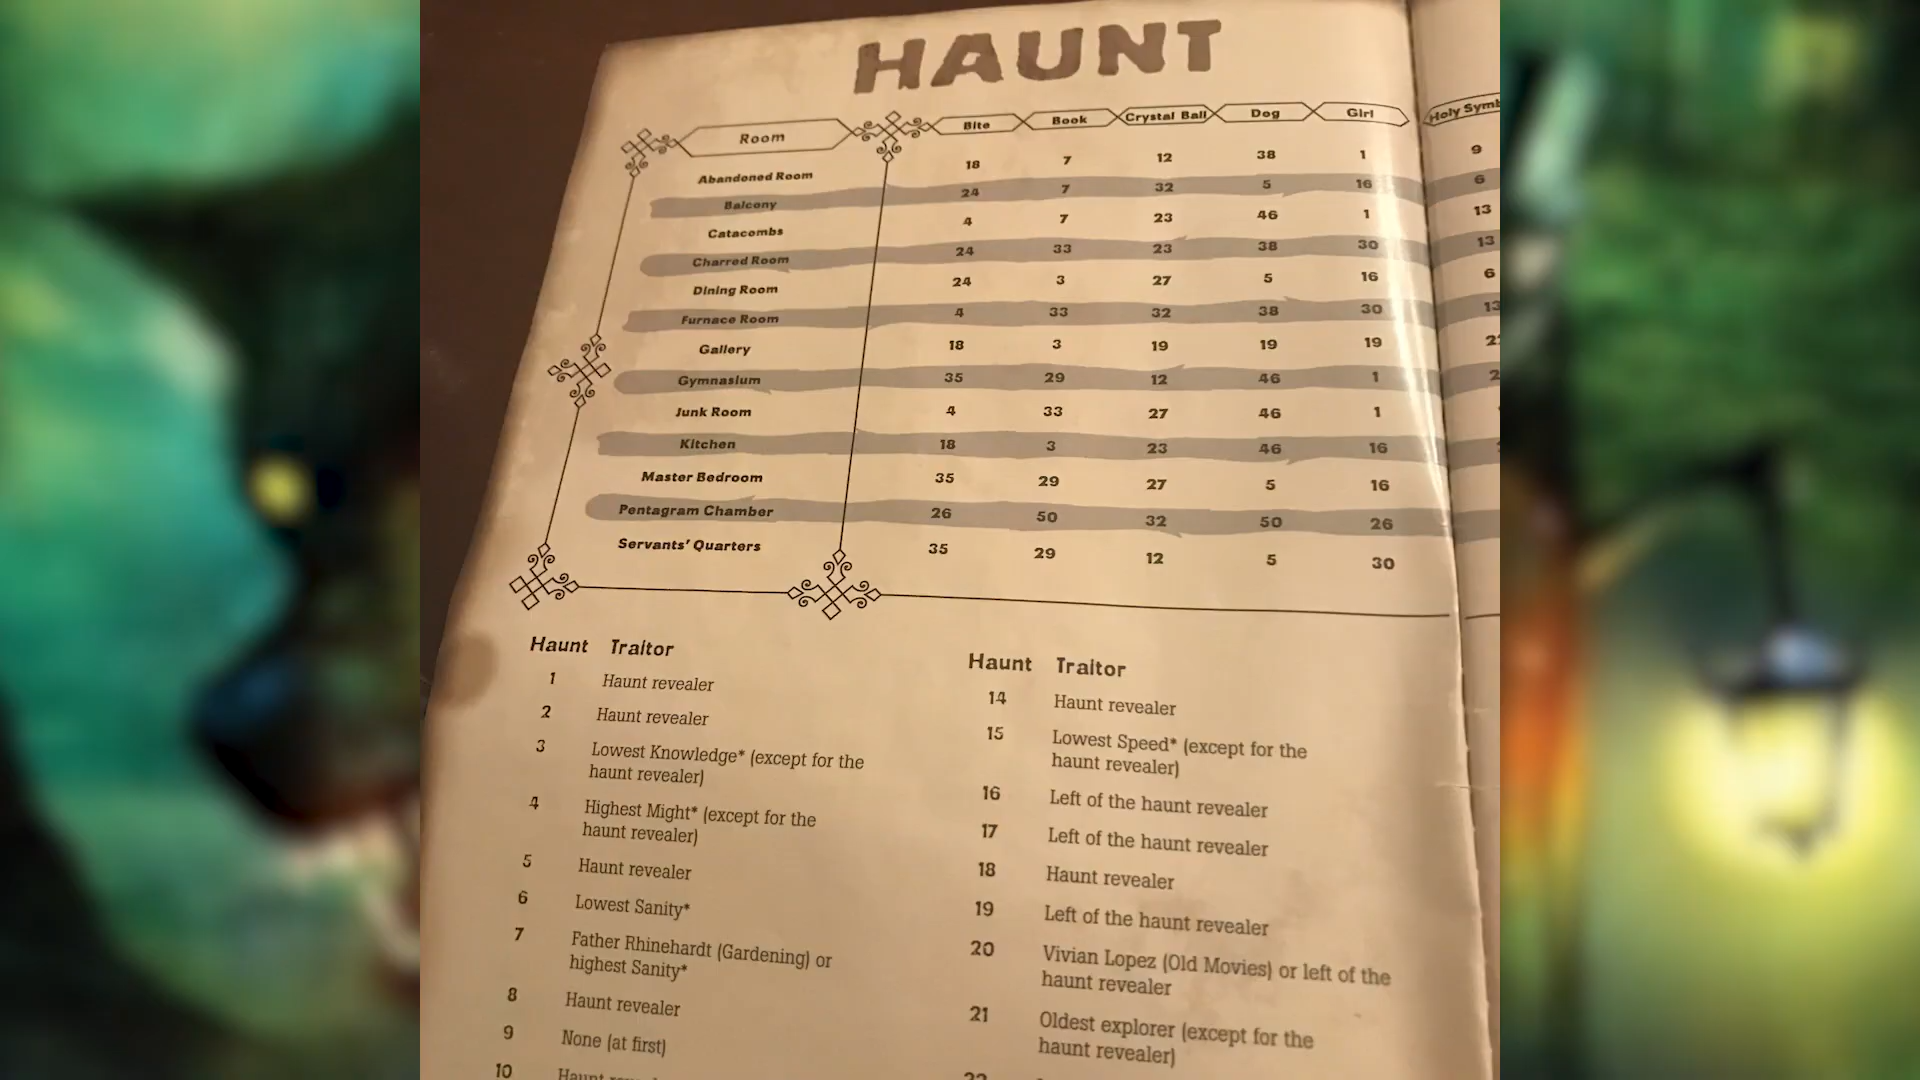 HAUNT
Room Bite Book Crystal Ball Dog Girl Holy
Abandoned Room 18 7 12 38 1 9
Balcony 24 7 32 5 16 6
Catacombs 4 7 23 46 1 13
Charred Room 24 33 23 38 30 13
Dining Room 24 3 27 5 16 6
Furnace Room 4 33 32 38 30 13
Gallery 18 3 19 19 19
Gymnasium 35 29 12 46 1
Junk Room 4 33 27 46 1
Kitchen 18 3 23 46 16
Master Bedroom 35 29 27 5 16
Pentagram Chamber 26 50 32 50 26
Servants' Quarters 35 29 12 5 30
Haunt Traitor
1 Haunt revealer
2 Haunt revealer
3 Lowest Knowledge* (except for the
haunt revealer)
4 Highest Might* (except for the
haunt revealer)
5 Haunt revealer
6 Lowest Sanity*
7 Father Rhinehardt (Gardening) or
highest Sanity*
8 Haunt revealer
9 None (at first)
10 Haunt
Haunt Traitor
14 Haunt revealer
15 Lowest Speed* (except for the
haunt revealer)
16 Left of the haunt revealer
17 Left of the haunt revealer
18 Haunt revealer
19 Left of the haunt revealer
20 Vivian Lopez (Old Movies) or left of the
haunt revealer
21 Oldest explorer (except for the
haunt revealer)